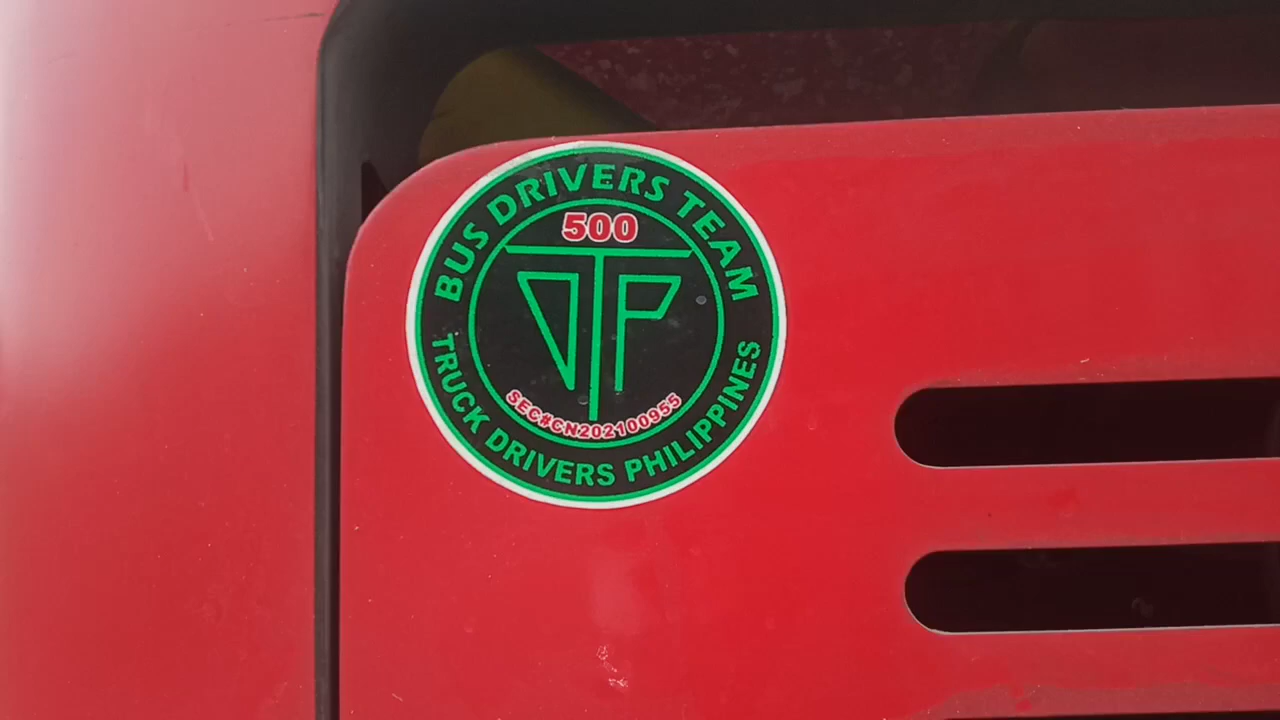 BUS DRIVERS TEAM
500
DTP
SEC#CN202100955
TRUCK DRIVERS PHILIPPINES